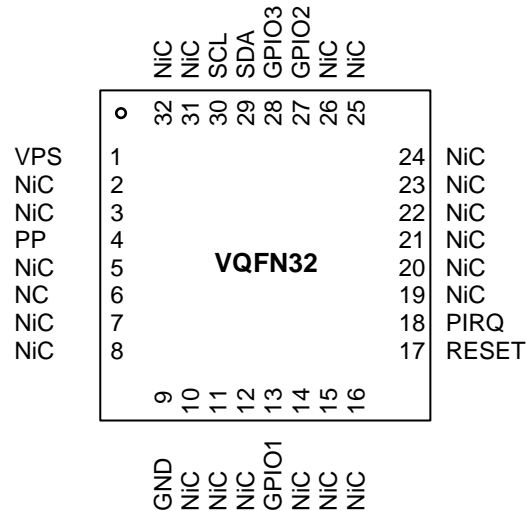 NiC NiC SCL SDA GPIO3 GPIO2 NiC NiC
32 31 30 29 28 27 26 25
VPS 1 24 NiC
NiC 2 23 NiC
NiC 3 22 NiC
PP 4 21 NiC
VQFN32
NiC 5 20 NiC
NC 6 19 NiC
NiC 7 18 PIRQ
NiC 8 17 RESET
9 10 11 12 13 14 15 16
GND NiC NiC NiC GPIO1 NiC NiC NiC